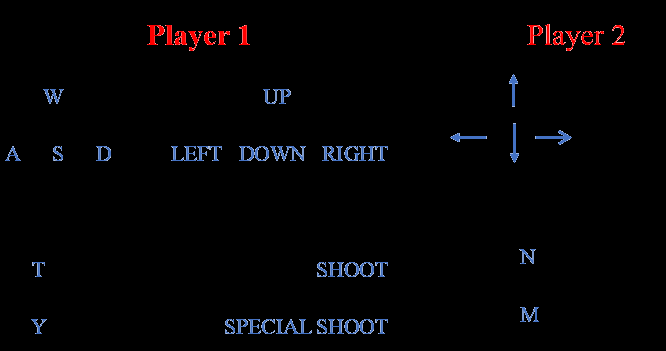 Player 1 Player 2
W UP
A S D LEFT DOWN RIGHT
T SHOOT N
Y SPECIAL SHOOT M